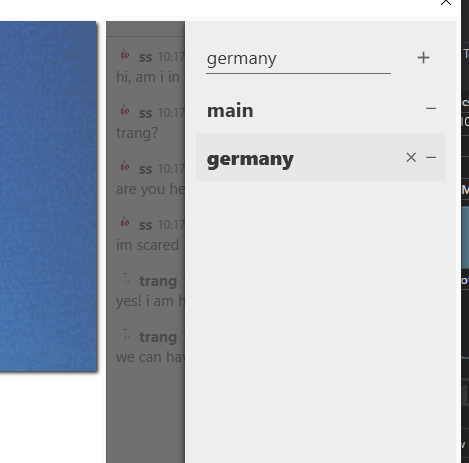 germany
+
main
−
germany
× −
ss 10:17
hi, am i in
ss 10:17
trang?
ss 10:17
are you he
ss 10:17
im scared
trang
yes! i am h
trang
we can hav